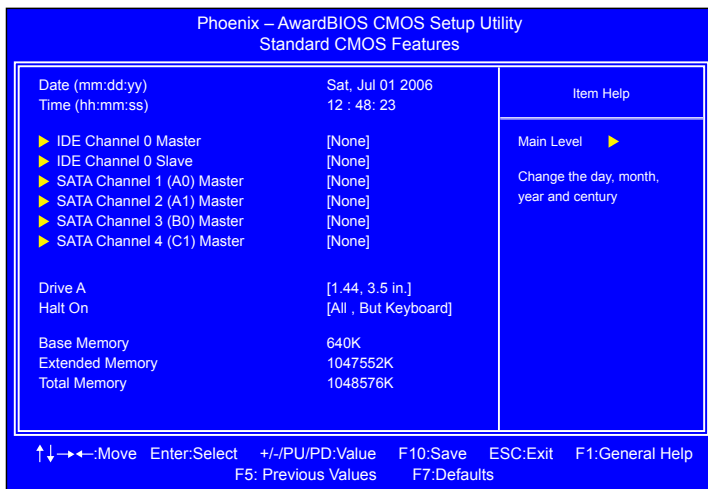 Phoenix – AwardBIOS CMOS Setup Utility
Standard CMOS Features
Date (mm:dd:yy) Sat, Jul 01 2006
Time (hh:mm:ss) 12 : 48: 23
▶ IDE Channel 0 Master [None]
▶ IDE Channel 0 Slave [None]
▶ SATA Channel 1 (A0) Master [None]
▶ SATA Channel 2 (A1) Master [None]
▶ SATA Channel 3 (B0) Master [None]
▶ SATA Channel 4 (C1) Master [None]
Drive A [1.44, 3.5 in.]
Halt On [All , But Keyboard]
Base Memory 640K
Extended Memory 1047552K
Total Memory 1048576K
Item Help
Main Level ▶
Change the day, month,
year and century
↑↓→←:Move Enter:Select +/-/PU/PD:Value F10:Save ESC:Exit F1:General Help
F5: Previous Values F7:Defaults